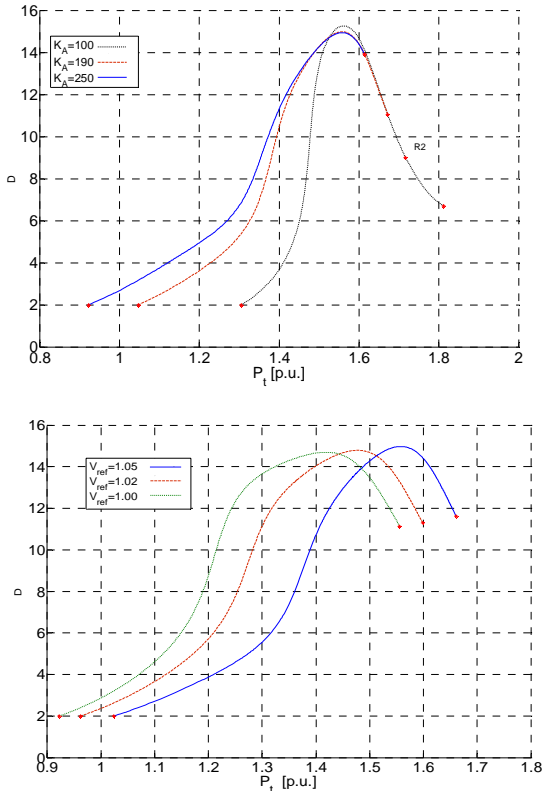 16
14
12
10
8
6
4
2
0
D
K_A=100
K_A=190
K_A=250
R2
0.8 1 1.2 1.4 1.6 1.8 2
P_t [p.u.]
16
14
12
10
8
6
4
2
0
D
V_ref=1.05
V_ref=1.02
V_ref=1.00
0.9 1 1.1 1.2 1.3 1.4 1.5 1.6 1.7 1.8
P_t [p.u.]